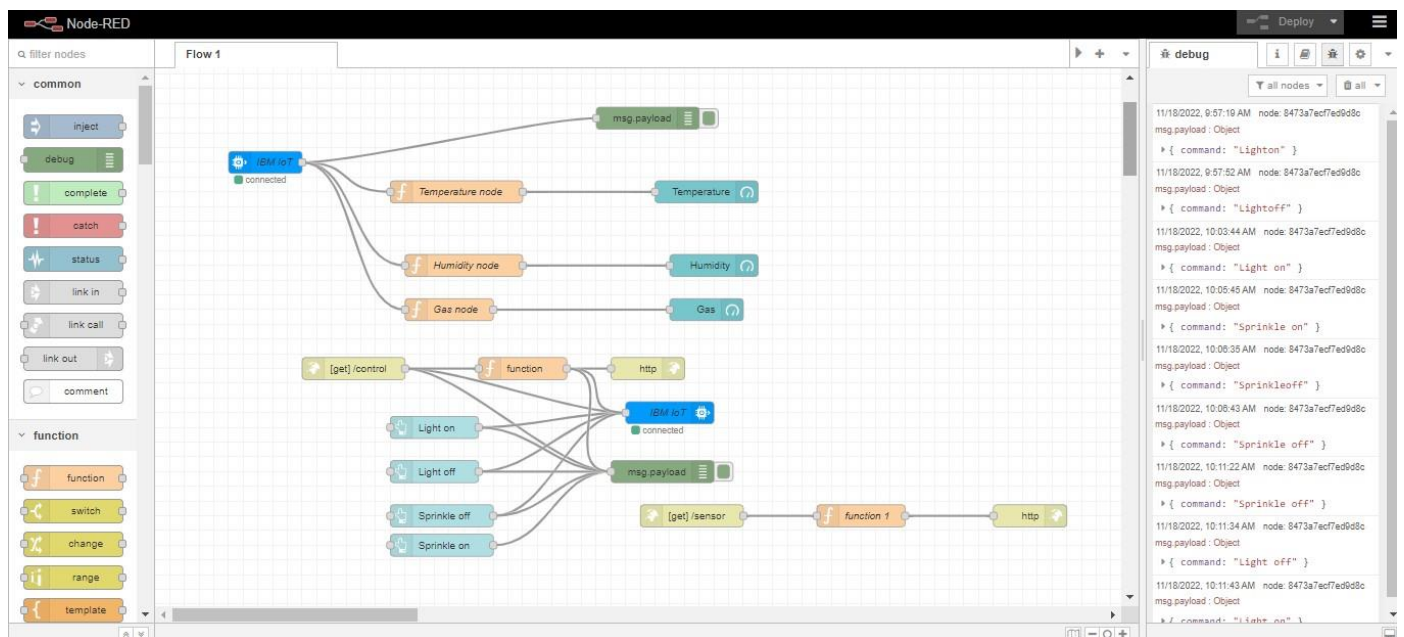 Node-RED
Deploy
filter nodes
Flow 1
debug
i
all nodes
all
common
inject
debug
complete
catch
status
link in
link call
link out
comment
function
function
switch
change
range
template
msg.payload
IBM IoT
connected
Temperature node
Temperature
Humidity node
Humidity
Gas node
Gas
[get] /control
function
http
IBM IoT
connected
Light on
Light off
msg.payload
Sprinkle off
[get] /sensor
function 1
http
Sprinkle on
11/18/2022, 9:57:19 AM node: 8473a7ecf7ed9d8c
msg.payload : Object
{ command: "Lighton" }
11/18/2022, 9:57:52 AM node: 8473a7ecf7ed9d8c
msg.payload : Object
{ command: "Lightoff" }
11/18/2022, 10:03:44 AM node: 8473a7ecf7ed9d8c
msg.payload : Object
{ command: "Light on" }
11/18/2022, 10:05:45 AM node: 8473a7ecf7ed9d8c
msg.payload : Object
{ command: "Sprinkle on" }
11/18/2022, 10:06:35 AM node: 8473a7ecf7ed9d8c
msg.payload : Object
{ command: "Sprinkleoff" }
11/18/2022, 10:06:43 AM node: 8473a7ecf7ed9d8c
msg.payload : Object
{ command: "Sprinkle off" }
11/18/2022, 10:11:22 AM node: 8473a7ecf7ed9d8c
msg.payload : Object
{ command: "Sprinkle off" }
11/18/2022, 10:11:34 AM node: 8473a7ecf7ed9d8c
msg.payload : Object
{ command: "Light off" }
11/18/2022, 10:11:43 AM node: 8473a7ecf7ed9d8c
msg.payload : Object
{ command: "Light on" }